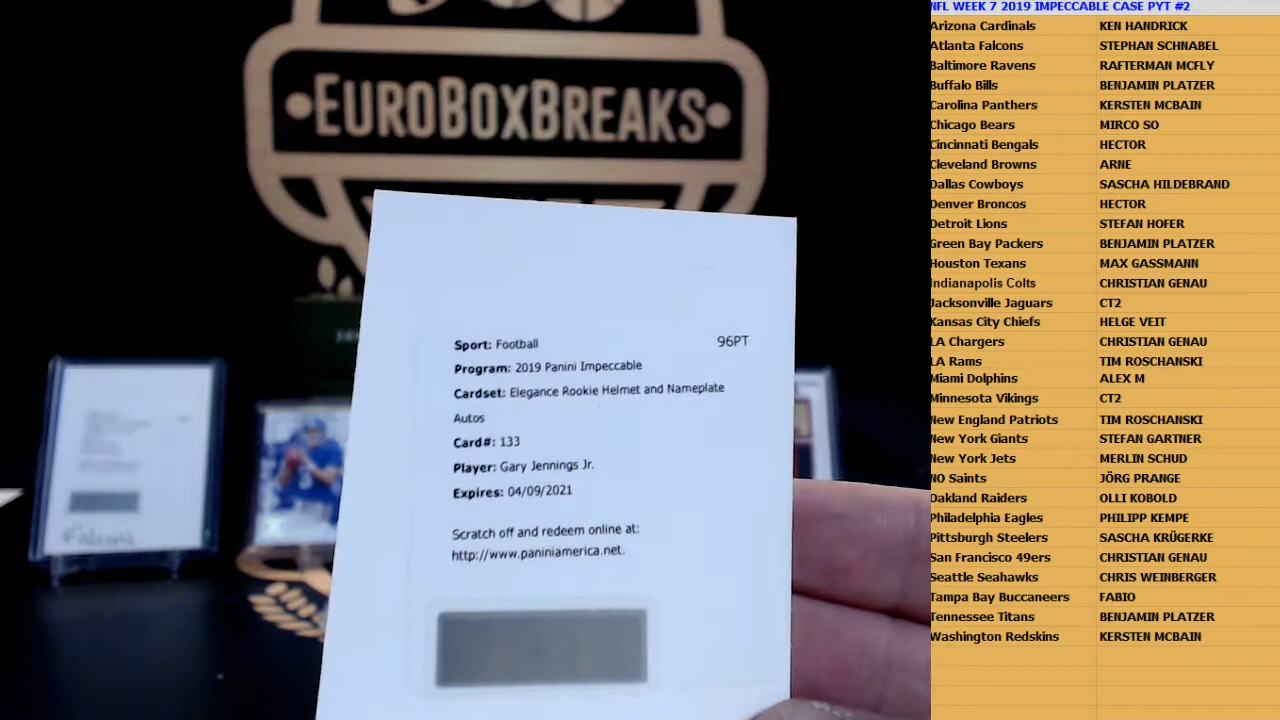 EUROBOXBREAKS
Sport: Football
96PT
Program: 2019 Panini Impeccable
Cardset: Elegance Rookie Helmet and Nameplate
Autos
Card#: 133
Player: Gary Jennings Jr.
Expires: 04/09/2021
Scratch off and redeem online at:
http://www.paniniamerica.net.
Falcons
NFL WEEK 7 2019 IMPECCABLE CASE PYT #2
Arizona Cardinals KEN HANDRICK
Atlanta Falcons STEPHAN SCHNABEL
Baltimore Ravens RAFTERMAN MCFLY
Buffalo Bills BENJAMIN PLATZER
Carolina Panthers KERSTEN MCBAIN
Chicago Bears MIRCO SO
Cincinnati Bengals HECTOR
Cleveland Browns ARNE
Dallas Cowboys SASCHA HILDEBRAND
Denver Broncos HECTOR
Detroit Lions STEFAN HOFER
Green Bay Packers BENJAMIN PLATZER
Houston Texans MAX GASSMANN
Indianapolis Colts CHRISTIAN GENAU
Jacksonville Jaguars CT2
Kansas City Chiefs HELGE VEIT
LA Chargers CHRISTIAN GENAU
LA Rams TIM ROSCHANSKI
Miami Dolphins ALEX M
Minnesota Vikings CT2
New England Patriots TIM ROSCHANSKI
New York Giants STEFAN GARTNER
New York Jets MERLIN SCHUD
NO Saints JÖRG PRANGE
Oakland Raiders OLLI KOBOLD
Philadelphia Eagles PHILIPP KEMPE
Pittsburgh Steelers SASCHA KRÜGERKE
San Francisco 49ers CHRISTIAN GENAU
Seattle Seahawks CHRIS WEINBERGER
Tampa Bay Buccaneers FABIO
Tennessee Titans BENJAMIN PLATZER
Washington Redskins KERSTEN MCBAIN